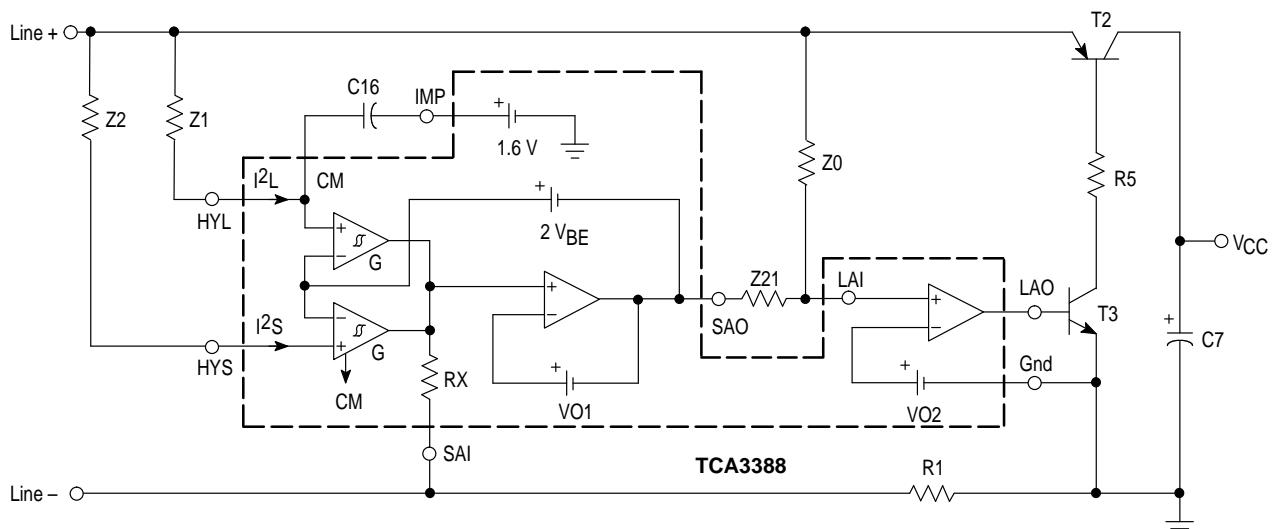 Line +
T2
C16
IMP
Z2
Z1
1.6 V
Z0
R5
I2L
CM
HYL
2 VBE
VCC
G
Z21
LAI
LAO
T3
I2S
SAO
C7
G
HYS
RX
Gnd
CM
VO1
VO2
SAI
TCA3388
R1
Line –